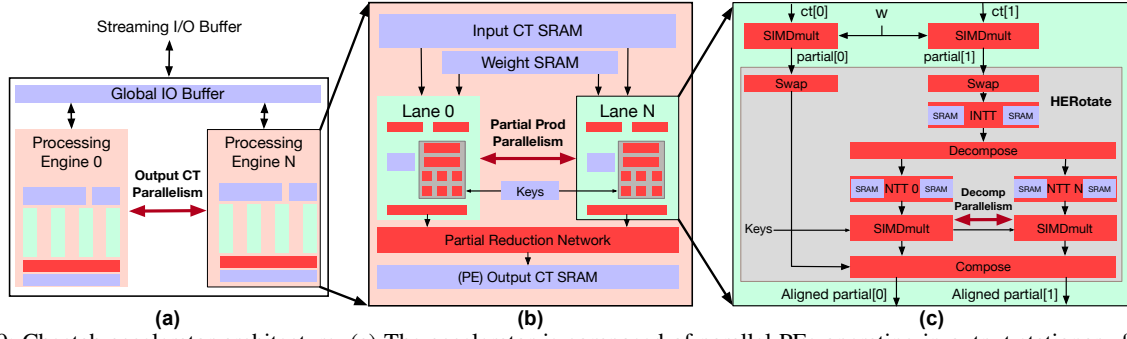 Streaming I/O Buffer
Global IO Buffer
Processing
Engine 0
Processing
Engine N
Output CT
Parallelism
(a)
Input CT SRAM
Weight SRAM
Lane 0
Lane N
Partial Prod
Parallelism
Keys
Partial Reduction Network
(PE) Output CT SRAM
(b)
ct[0]
ct[1]
SIMDmult
w
SIMDmult
partial[0]
partial[1]
Swap
Swap
HERotate
SRAM
INTT
SRAM
Decompose
SRAM
NTT 0
SRAM
SRAM
NTT N
SRAM
Decomp
Parallelism
Keys
SIMDmult
SIMDmult
Compose
Aligned partial[0]
Aligned partial[1]
(c)